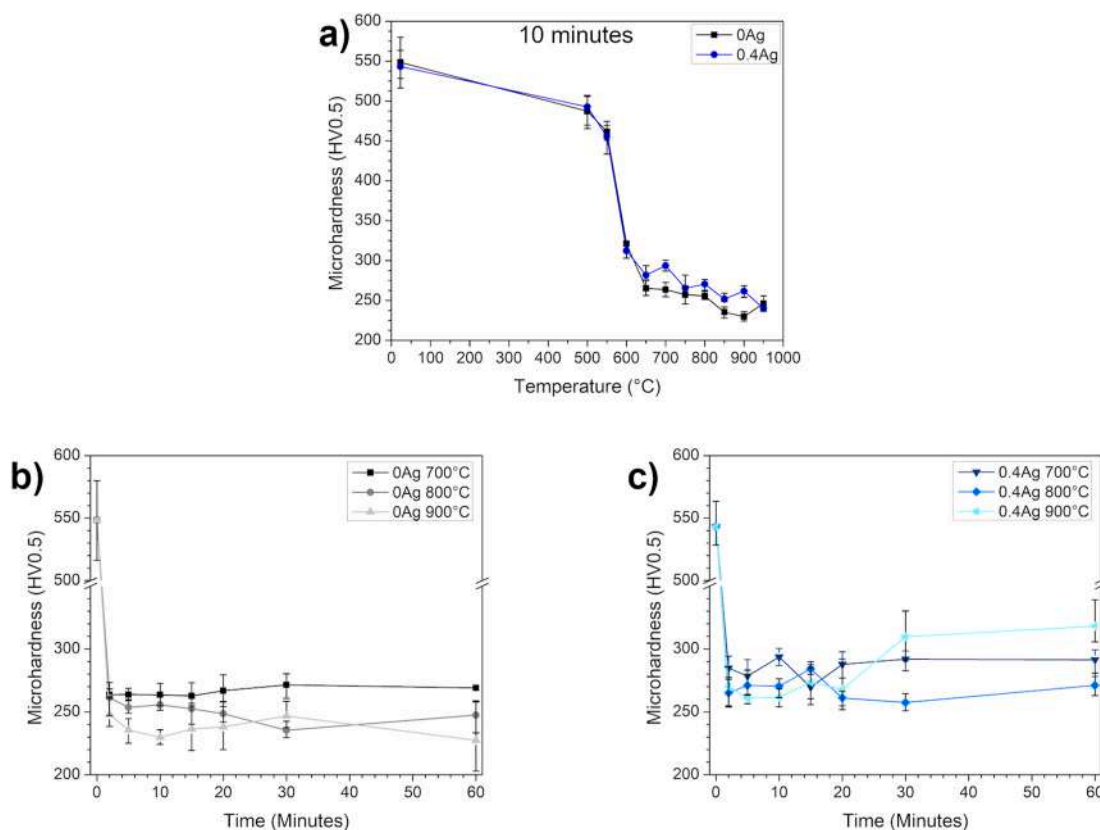 a)
10 minutes
0Ag
0.4Ag
Microhardness (HV0.5)
600
550
500
450
400
350
300
250
200
0 100 200 300 400 500 600 700 800 900 1000
Temperature (°C)
b)
0Ag 700°C
0Ag 800°C
0Ag 900°C
Microhardness (HV0.5)
600
550
500
300
250
200
0 10 20 30 40 50 60
Time (Minutes)
c)
0.4Ag 700°C
0.4Ag 800°C
0.4Ag 900°C
Microhardness (HV0.5)
600
550
500
300
250
200
0 10 20 30 40 50 60
Time (Minutes)